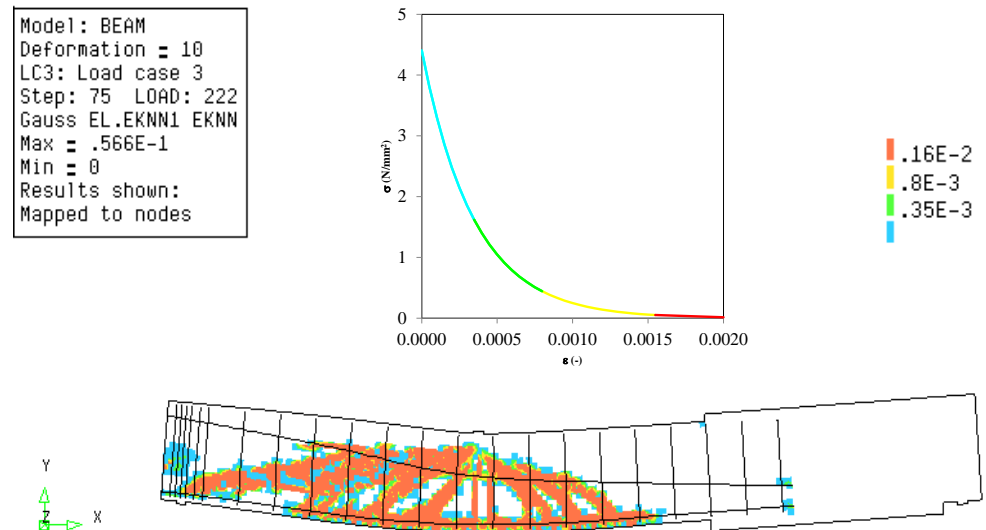 Model: BEAM
Deformation = 10
LC3: Load case 3
Step: 75 LOAD: 222
Gauss EL.EKNN1 EKNN
Max = .566E-1
Min = 0
Results shown:
Mapped to nodes
5
4
3
2
1
0
σ (N/mm²)
0.0000 0.0005 0.0010 0.0015 0.0020
ε (-)
.16E-2
.8E-3
.35E-3
Y
Z X